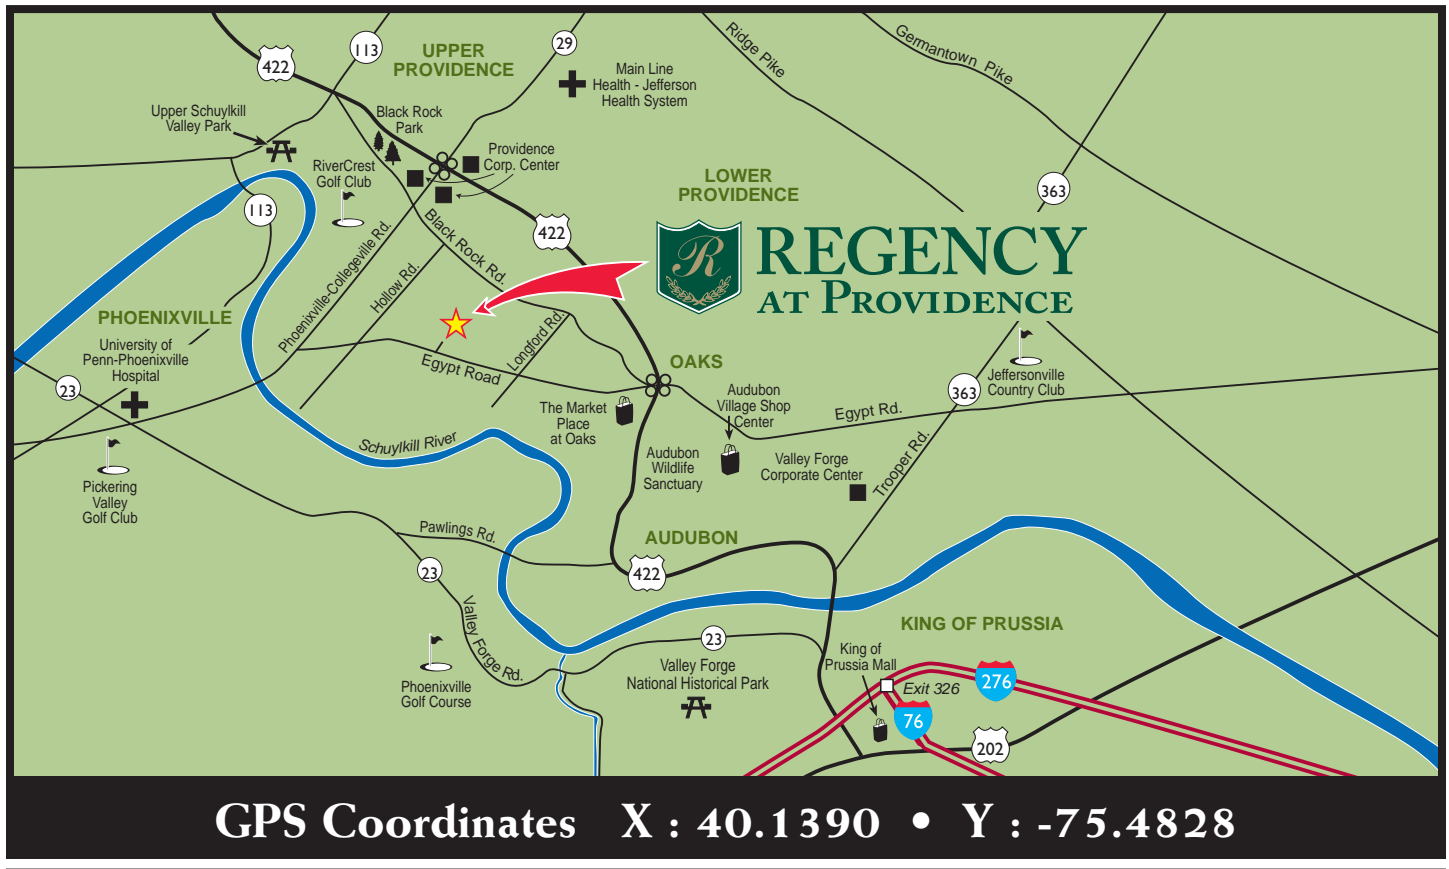 422
113
UPPER
PROVIDENCE
29
Main Line
Health - Jefferson
Health System
Ridge Pike
Germantown Pike
Upper Schuylkill
Valley Park
Black Rock
Park
RiverCrest
Golf Club
Providence
Corp. Center
LOWER
PROVIDENCE
363
113
Phoenixville-Collegeville Rd.
Hollow Rd.
Black Rock Rd.
422
R
REGENCY
AT PROVIDENCE
PHOENIXVILLE
University of
Penn-Phoenixville
Hospital
23
Egypt Road
Longford Rd.
OAKS
The Market
Place
at Oaks
Audubon
Village Shop
Center
Egypt Rd.
363
Jeffersonville
Country Club
Schuylkill River
Audubon
Wildlife
Sanctuary
Valley Forge
Corporate Center
Trooper Rd.
Pickering
Valley
Golf Club
Pawlings Rd.
AUDUBON
422
23
Valley Forge Rd.
Phoenixville
Golf Course
23
Valley Forge
National Historical Park
KING OF PRUSSIA
King of
Prussia Mall
Exit 326
276
76
202
GPS Coordinates X : 40.1390 • Y : -75.4828